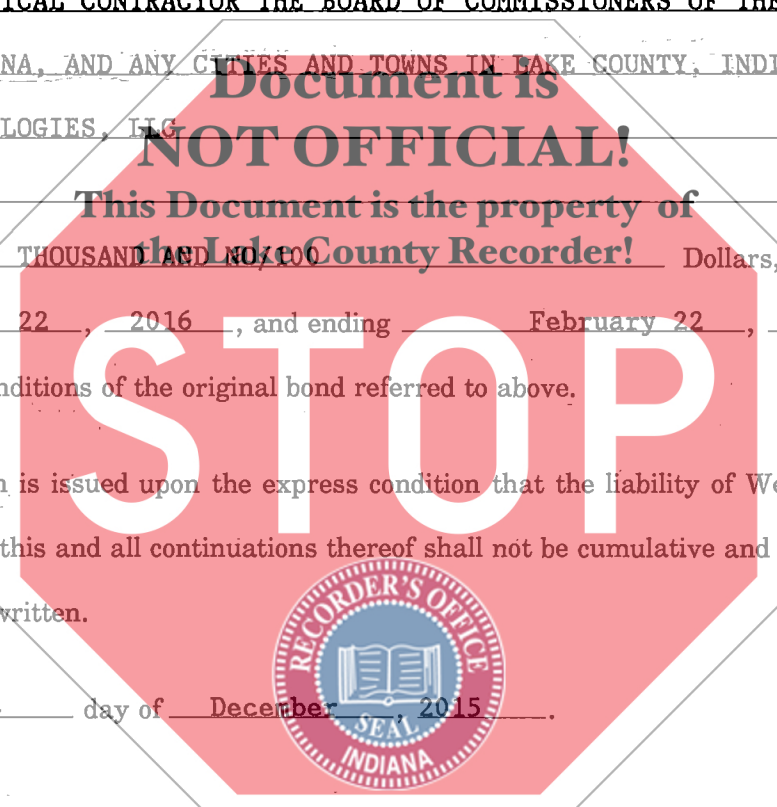 ICAL CONTRACTOR THE BOARD OF COMMISSIONERS OF THE
NA, AND ANY CITIES AND TOWNS IN LAKE COUNTY, INDI
Document is
LOGIES, LLC
NOT OFFICIAL!
This Document is the property of
the Lake County Recorder!
THOUSAND AND NO/100 Dollars,
22 , 2016 , and ending February 22 ,
STOP
nditions of the original bond referred to above.
n is issued upon the express condition that the liability of We
this and all continuations thereof shall not be cumulative and
written.
RECORDER'S OFFICE
day of December , 2015 .
SEAL
INDIANA